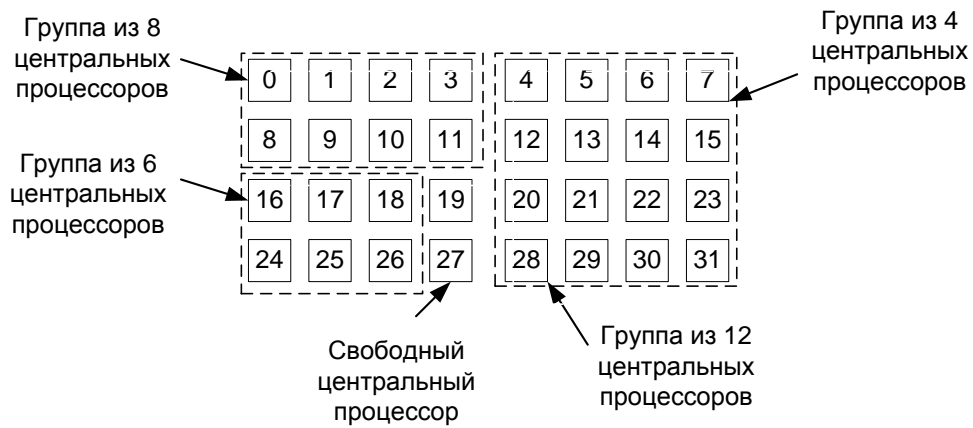 Группа из 8
центральных
процессоров
Группа из 4
центральных
процессоров
0 1 2 3 4 5 6 7
8 9 10 11 12 13 14 15
Группа из 6
центральных
процессоров
16 17 18 19 20 21 22 23
24 25 26 27 28 29 30 31
Свободный
центральный
процессор
Группа из 12
центральных
процессоров